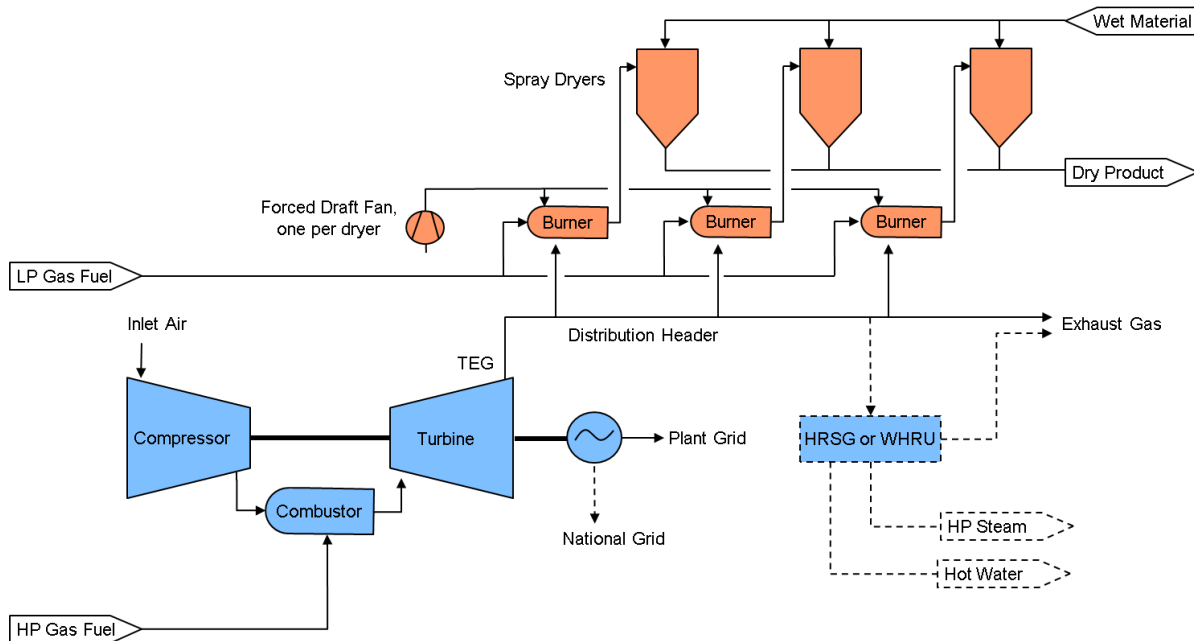 Wet Material
Spray Dryers
Dry Product
Forced Draft Fan,
one per dryer
Burner
Burner
Burner
LP Gas Fuel
Inlet Air
Distribution Header
Exhaust Gas
TEG
Compressor
Turbine
Plant Grid
HRSG or WHRU
Combustor
National Grid
HP Steam
Hot Water
HP Gas Fuel